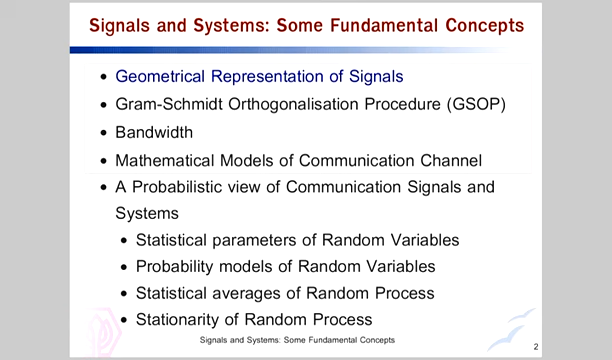 Signals and Systems: Some Fundamental Concepts
• Geometrical Representation of Signals
• Gram-Schmidt Orthogonalisation Procedure (GSOP)
• Bandwidth
• Mathematical Models of Communication Channel
• A Probabilistic view of Communication Signals and
Systems
• Statistical parameters of Random Variables
• Probability models of Random Variables
• Statistical averages of Random Process
• Stationarity of Random Process
Signals and Systems: Some Fundamental Concepts
2